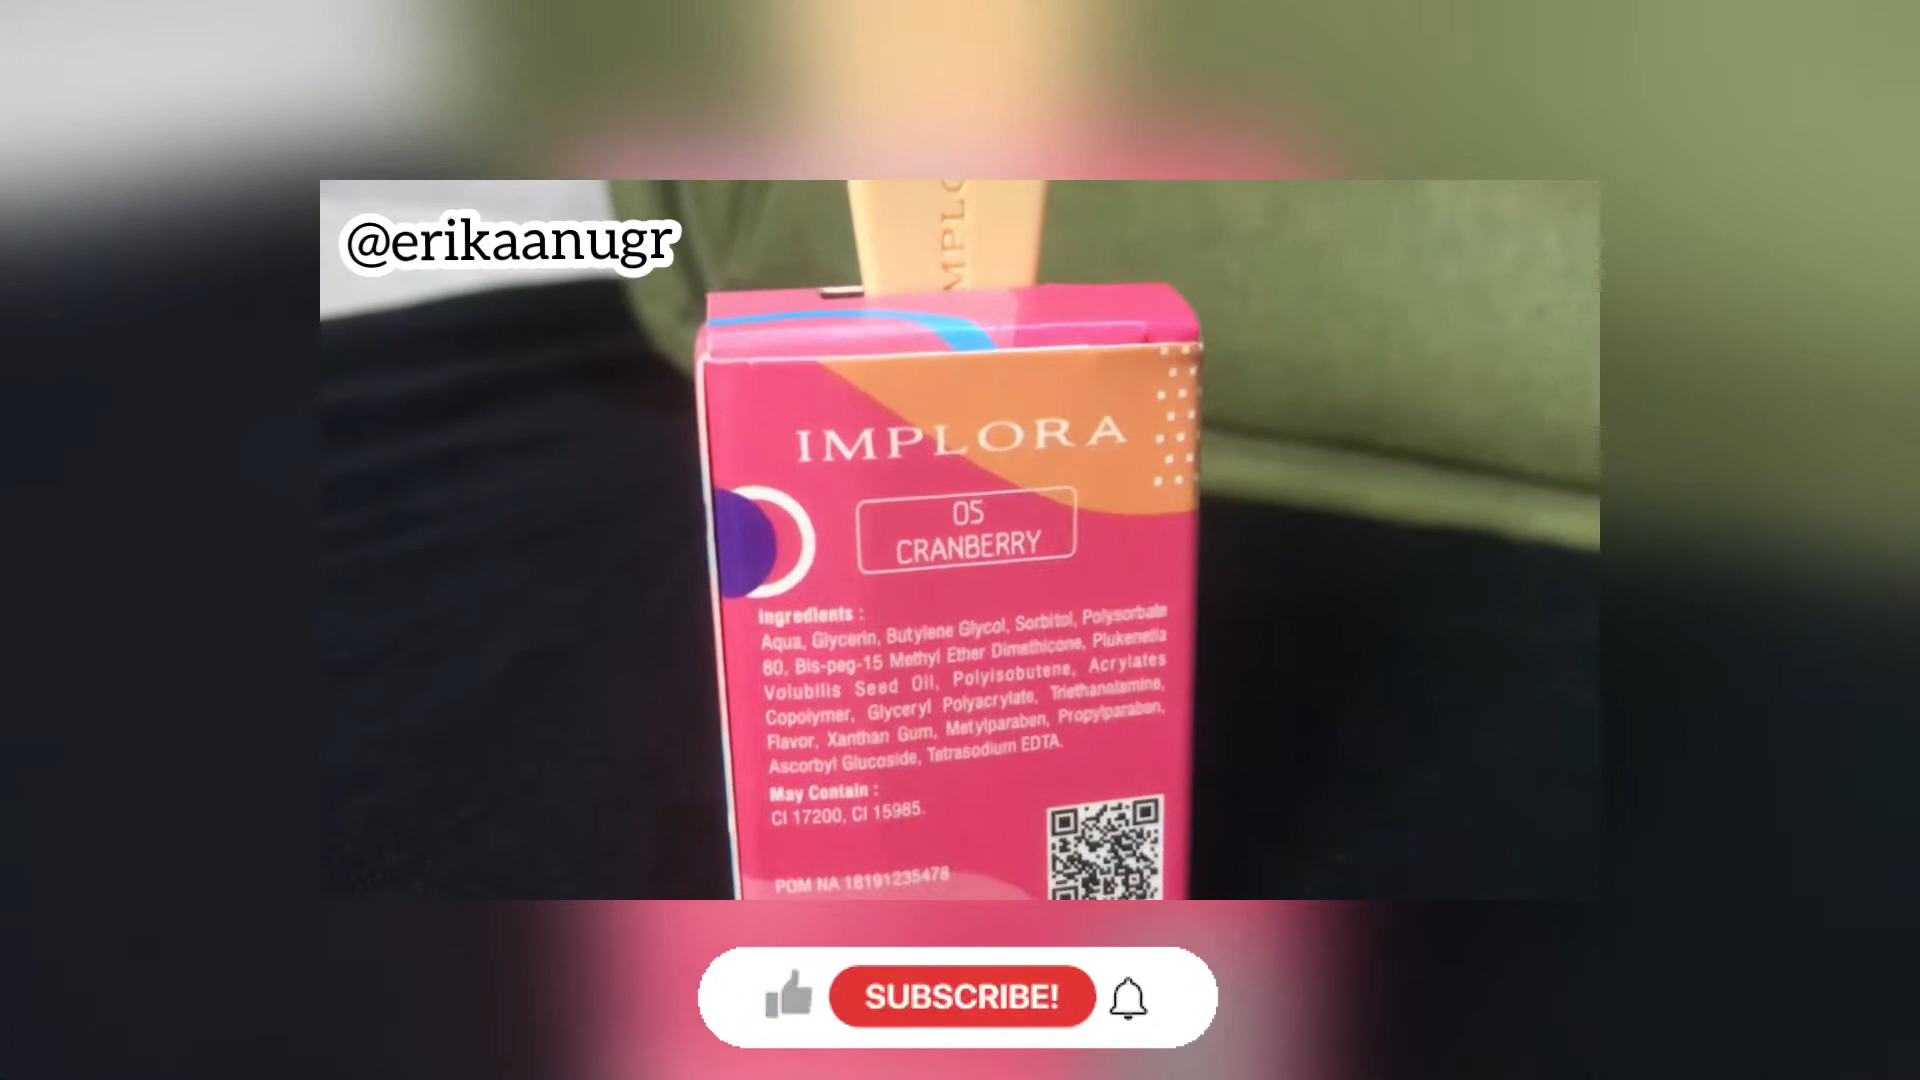 @erikaanugr
IMPLO
IMPLORA
05
CRANBERRY
Ingredients :
Aqua, Glycerin, Butylene Glycol, Sorbitol, Polysorbate
80, Bis-peg-15 Methyl Ether Dimethicone, Plukenetia
Volubilis Seed Oil, Polyisobutene, Acrylates
Copolymer, Glyceryl Polyacrylate, Triethanolamine,
Flavor, Xanthan Gum, Metylparaben, Propylparaben,
Ascorbyl Glucoside, Tetrasodium EDTA.
May Contain :
CI 17200, CI 15985.
POM NA 18191235478
SUBSCRIBE!